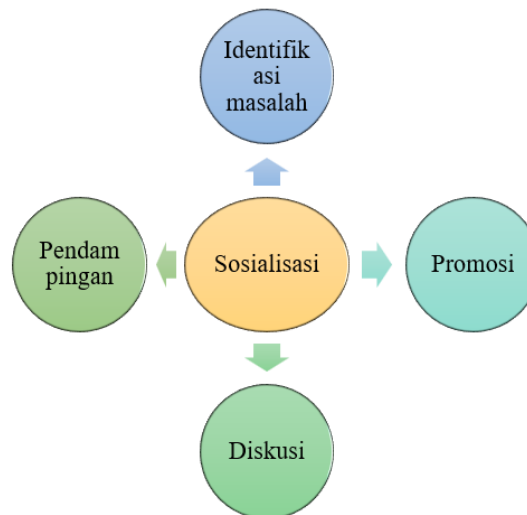 Identifik
asi
masalah
Pendam
pingan
Sosialisasi
Promosi
Diskusi